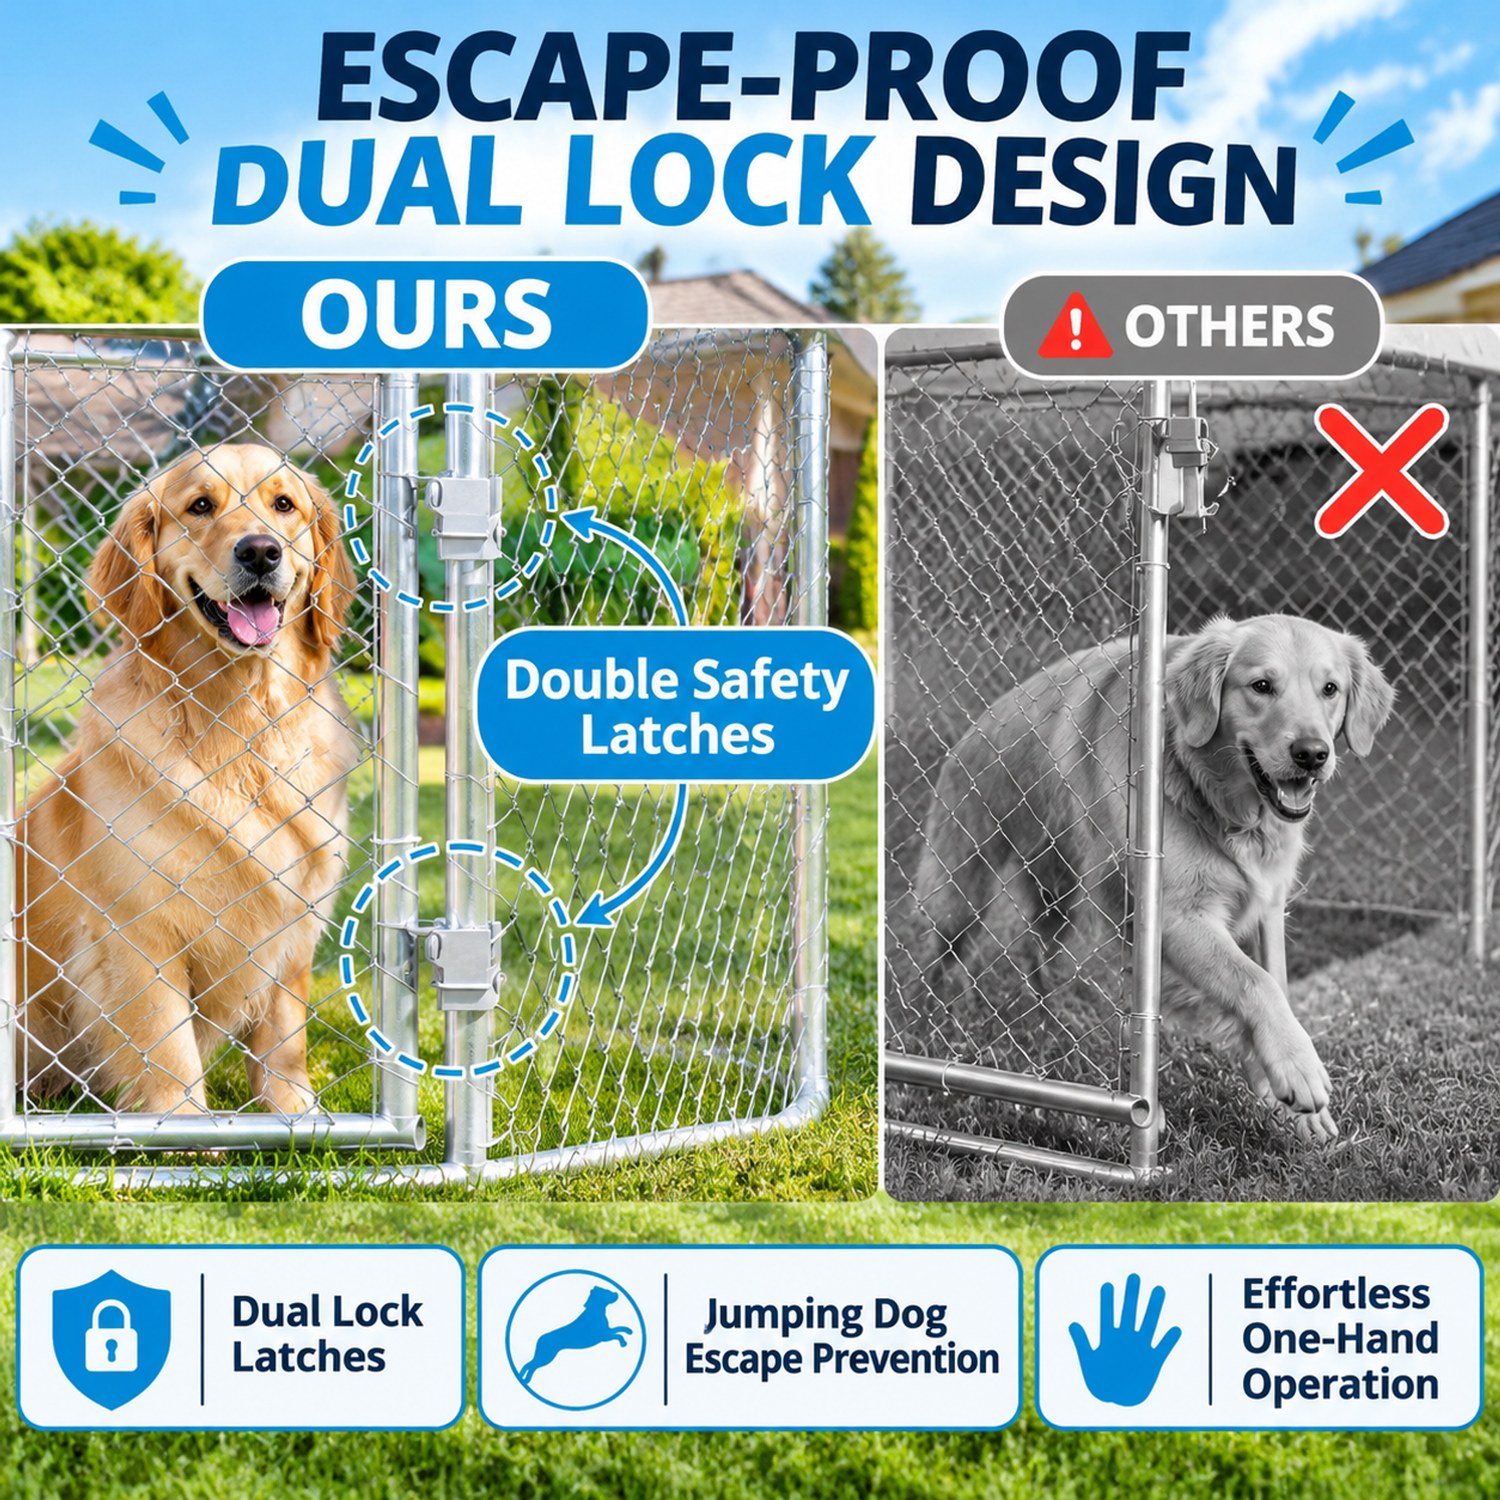 ESCAPE-PROOF
DUAL LOCK DESIGN
OURS
OTHERS
Double Safety
Latches
Dual Lock
Latches
Jumping Dog
Escape Prevention
Effortless
One-Hand
Operation